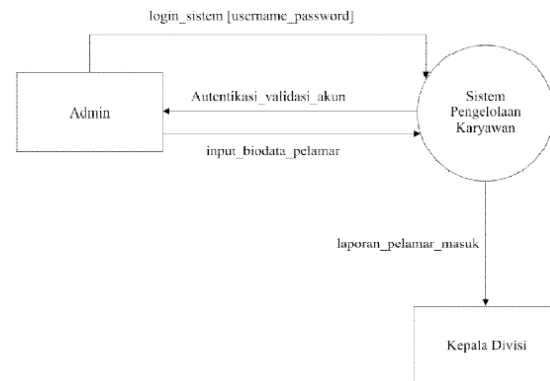 login_sistem [username_password]
Admin
Autentikasi_validasi_akun
input_biodata_pelamar
Sistem
Pengelolaan
Karyawan
laporan_pelamar_masuk
Kepala Divisi